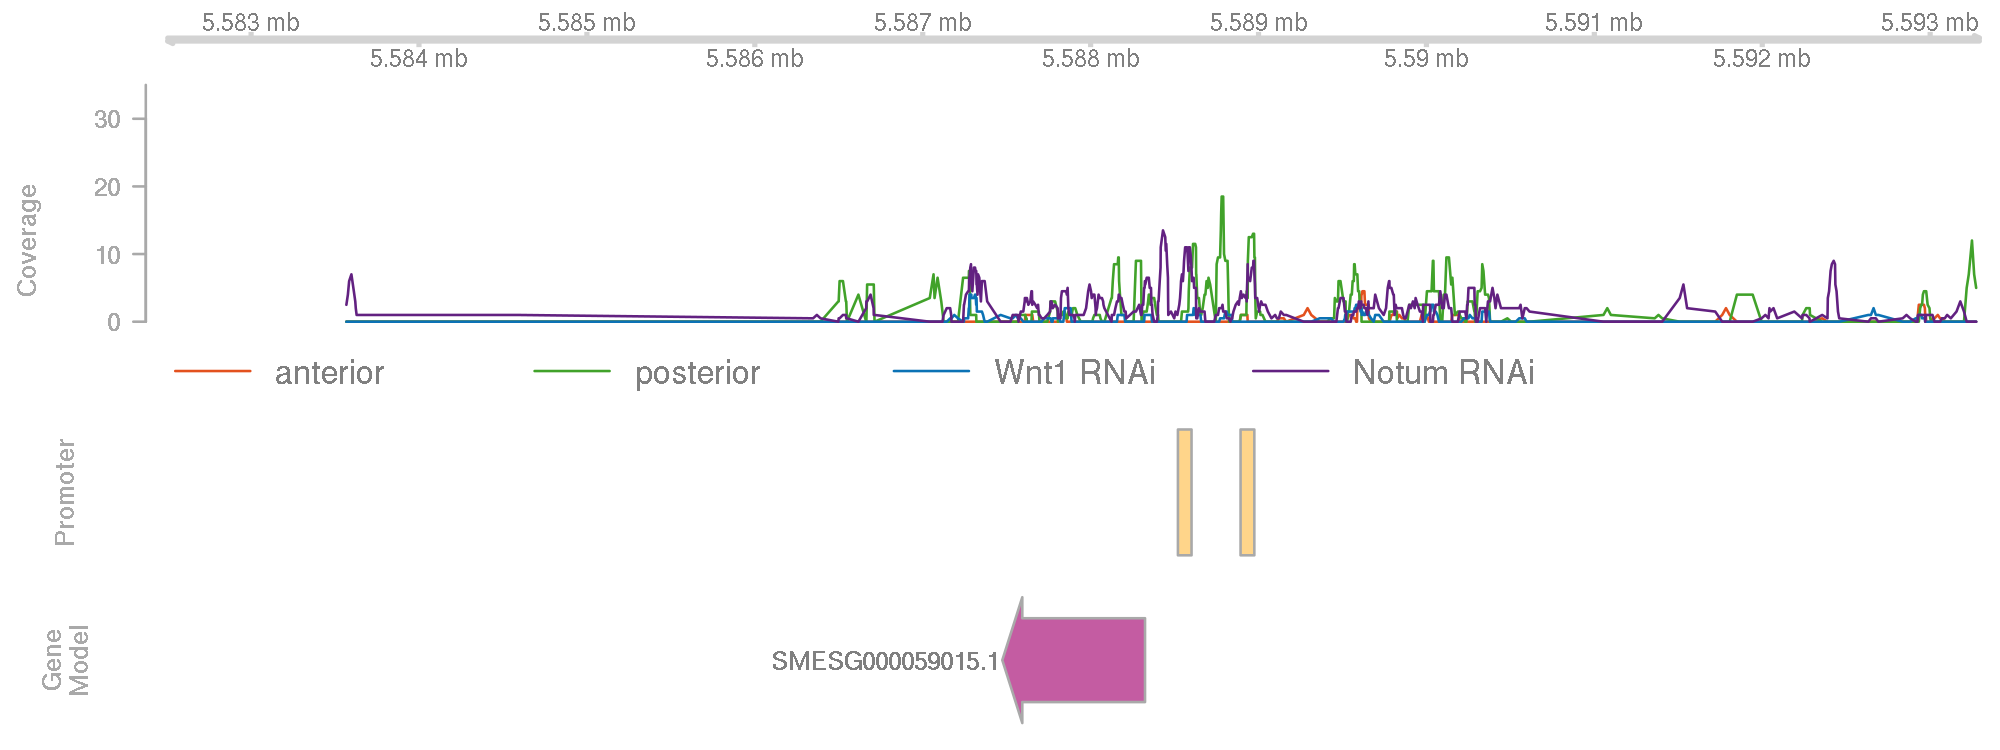 5.583 mb 5.585 mb 5.587 mb 5.589 mb 5.591 mb 5.593 mb
5.584 mb 5.586 mb 5.588 mb 5.59 mb 5.592 mb
30
20
10
0
Coverage
anterior posterior Wnt1 RNAi Notum RNAi
Promoter
Gene
Model
SMESG000059015.1